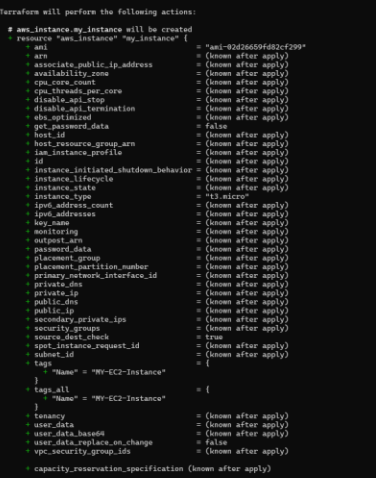 Terraform will perform the following actions:
# aws_instance.my_instance will be created
+ resource "aws_instance" "my_instance" {
+ ami = "ami-02d26659fd82cf299"
+ arn = (known after apply)
+ associate_public_ip_address = (known after apply)
+ availability_zone = (known after apply)
+ cpu_core_count = (known after apply)
+ cpu_threads_per_core = (known after apply)
+ disable_api_stop = (known after apply)
+ disable_api_termination = (known after apply)
+ ebs_optimized = (known after apply)
+ get_password_data = false
+ host_id = (known after apply)
+ host_resource_group_arn = (known after apply)
+ iam_instance_profile = (known after apply)
+ id = (known after apply)
+ instance_initiated_shutdown_behavior = (known after apply)
+ instance_lifecycle = (known after apply)
+ instance_state = (known after apply)
+ instance_type = "t3.micro"
+ ipv6_address_count = (known after apply)
+ ipv6_addresses = (known after apply)
+ key_name = (known after apply)
+ monitoring = (known after apply)
+ outpost_arn = (known after apply)
+ password_data = (known after apply)
+ placement_group = (known after apply)
+ placement_partition_number = (known after apply)
+ primary_network_interface_id = (known after apply)
+ private_dns = (known after apply)
+ private_ip = (known after apply)
+ public_dns = (known after apply)
+ public_ip = (known after apply)
+ secondary_private_ips = (known after apply)
+ security_groups = (known after apply)
+ source_dest_check = true
+ spot_instance_request_id = (known after apply)
+ subnet_id = (known after apply)
+ tags = {
+ "Name" = "MY-EC2-Instance"
}
+ tags_all = {
+ "Name" = "MY-EC2-Instance"
}
+ tenancy = (known after apply)
+ user_data = (known after apply)
+ user_data_base64 = (known after apply)
+ user_data_replace_on_change = false
+ vpc_security_group_ids = (known after apply)
+ capacity_reservation_specification (known after apply)